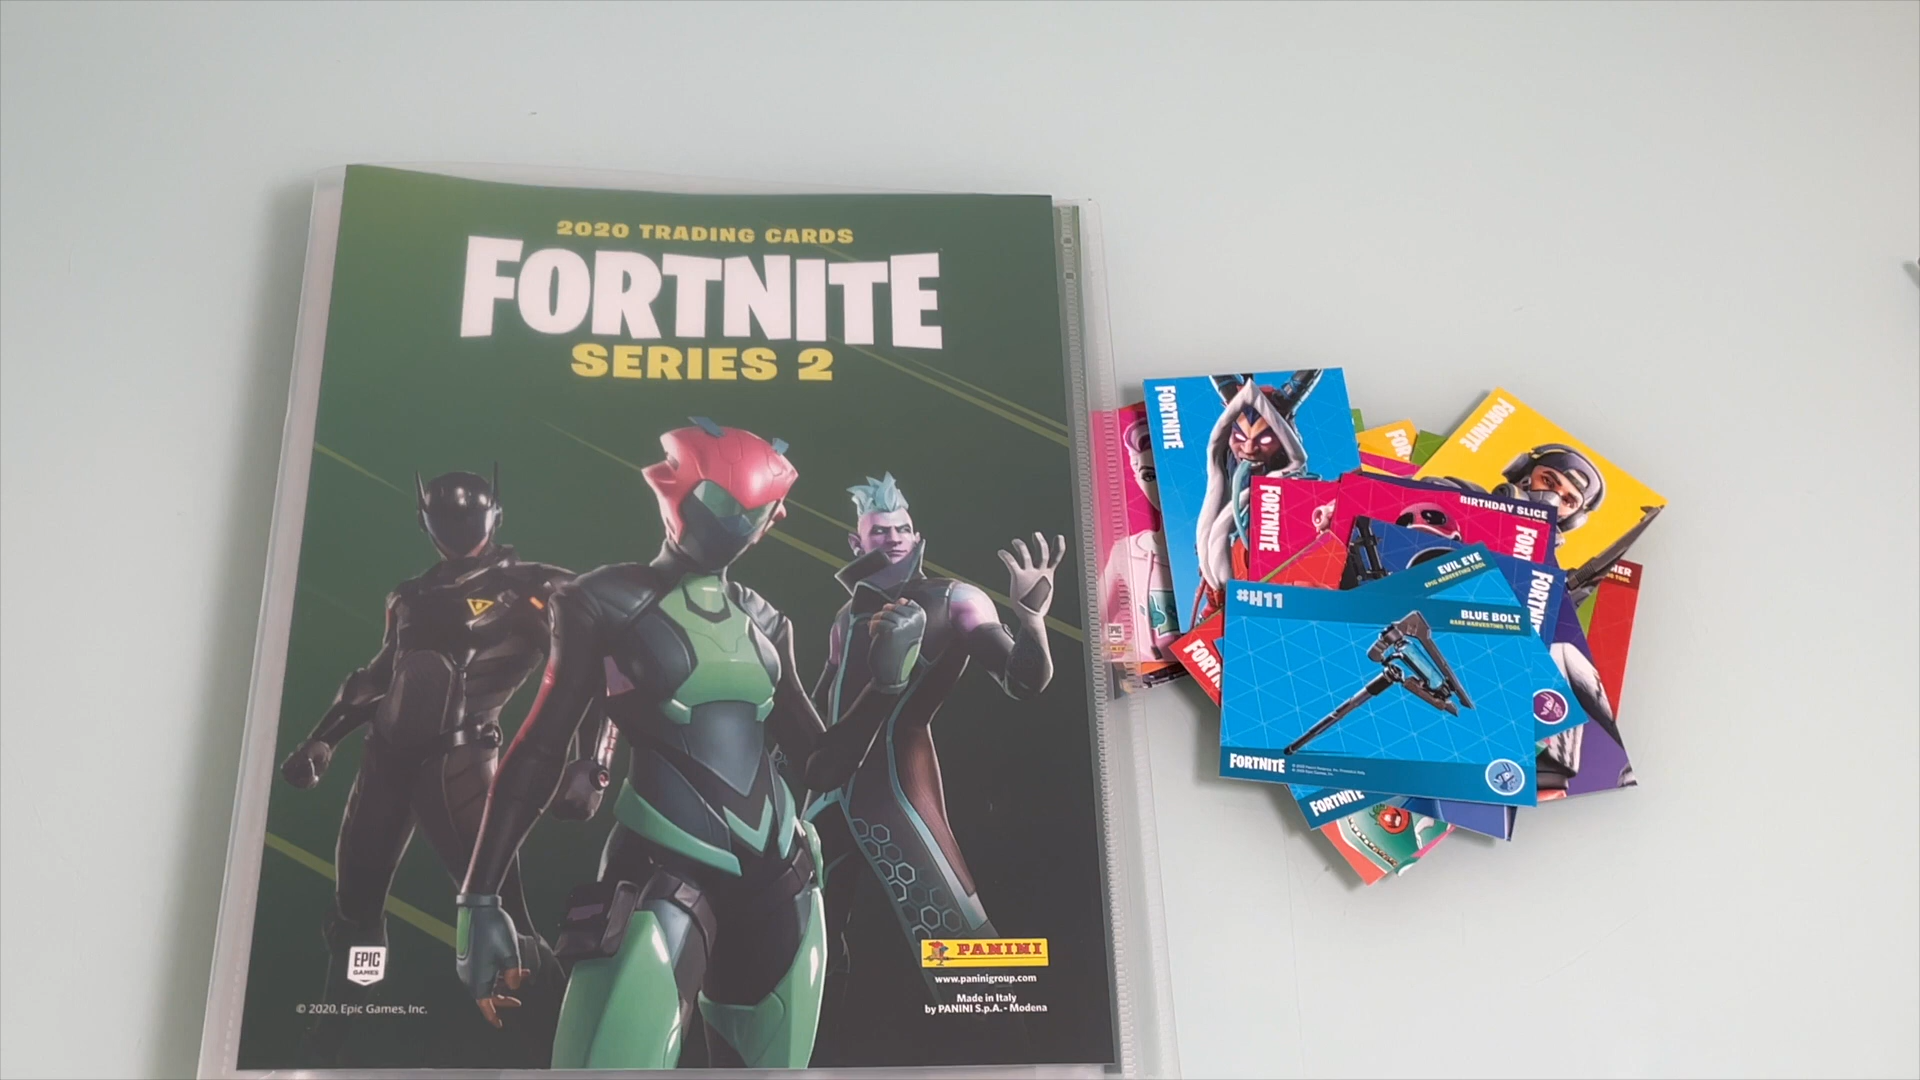 2020 TRADING CARDS
FORTNITE
SERIES 2
EPIC
GAMES
© 2020, Epic Games, Inc.
PANINI
www.paninigroup.com
Made in Italy
by PANINI S.p.A. - Modena
FORTNITE
FORTNITE
FORTNITE
BIRTHDAY SLICE
EVIL EYE
EPIC HARVESTING TOOL
#H11
BLUE BOLT
RARE HARVESTING TOOL
FORTNITE
FORTNITE